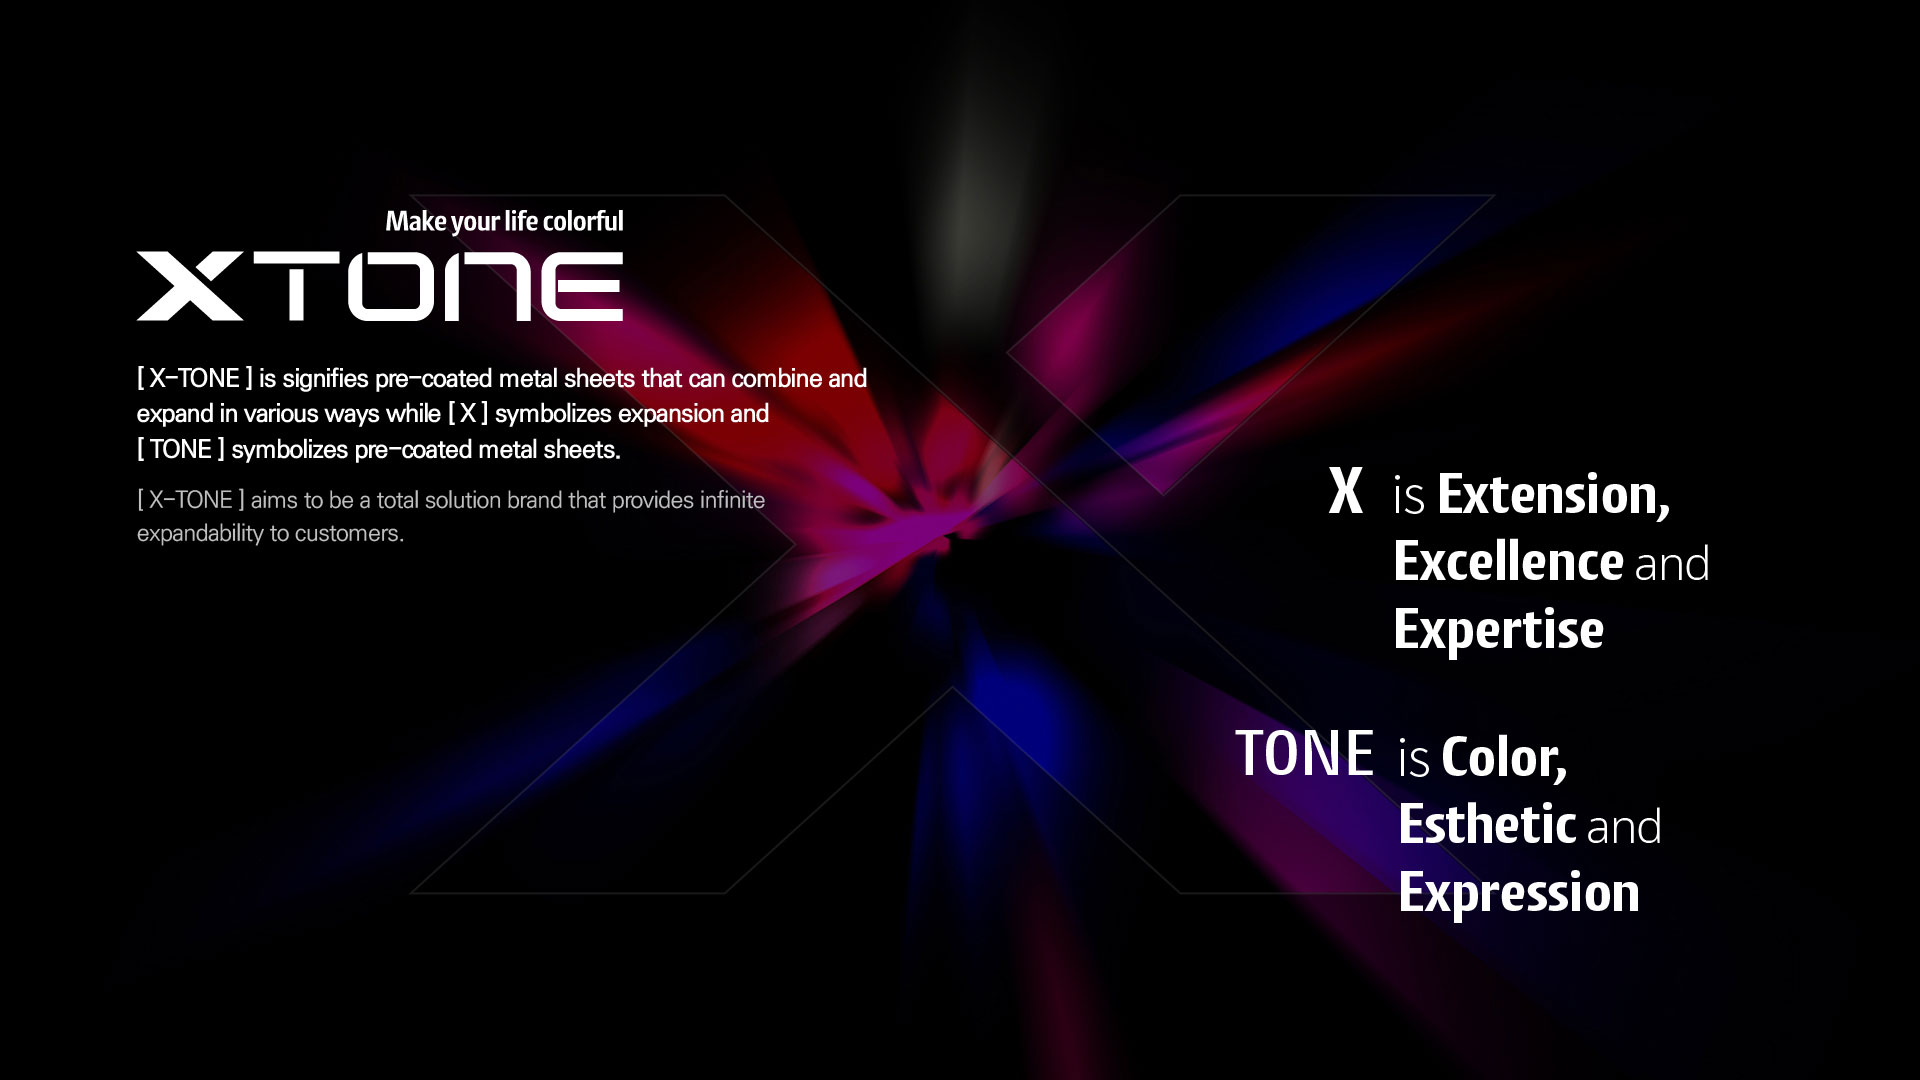 Make your life colorful
XTONE
[ X-TONE ] is signifies pre-coated metal sheets that can combine and
expand in various ways while [ X ] symbolizes expansion and
[ TONE ] symbolizes pre-coated metal sheets.
[ X-TONE ] aims to be a total solution brand that provides infinite
expandability to customers.
X is Extension,
Excellence and
Expertise
TONE is Color,
Esthetic and
Expression